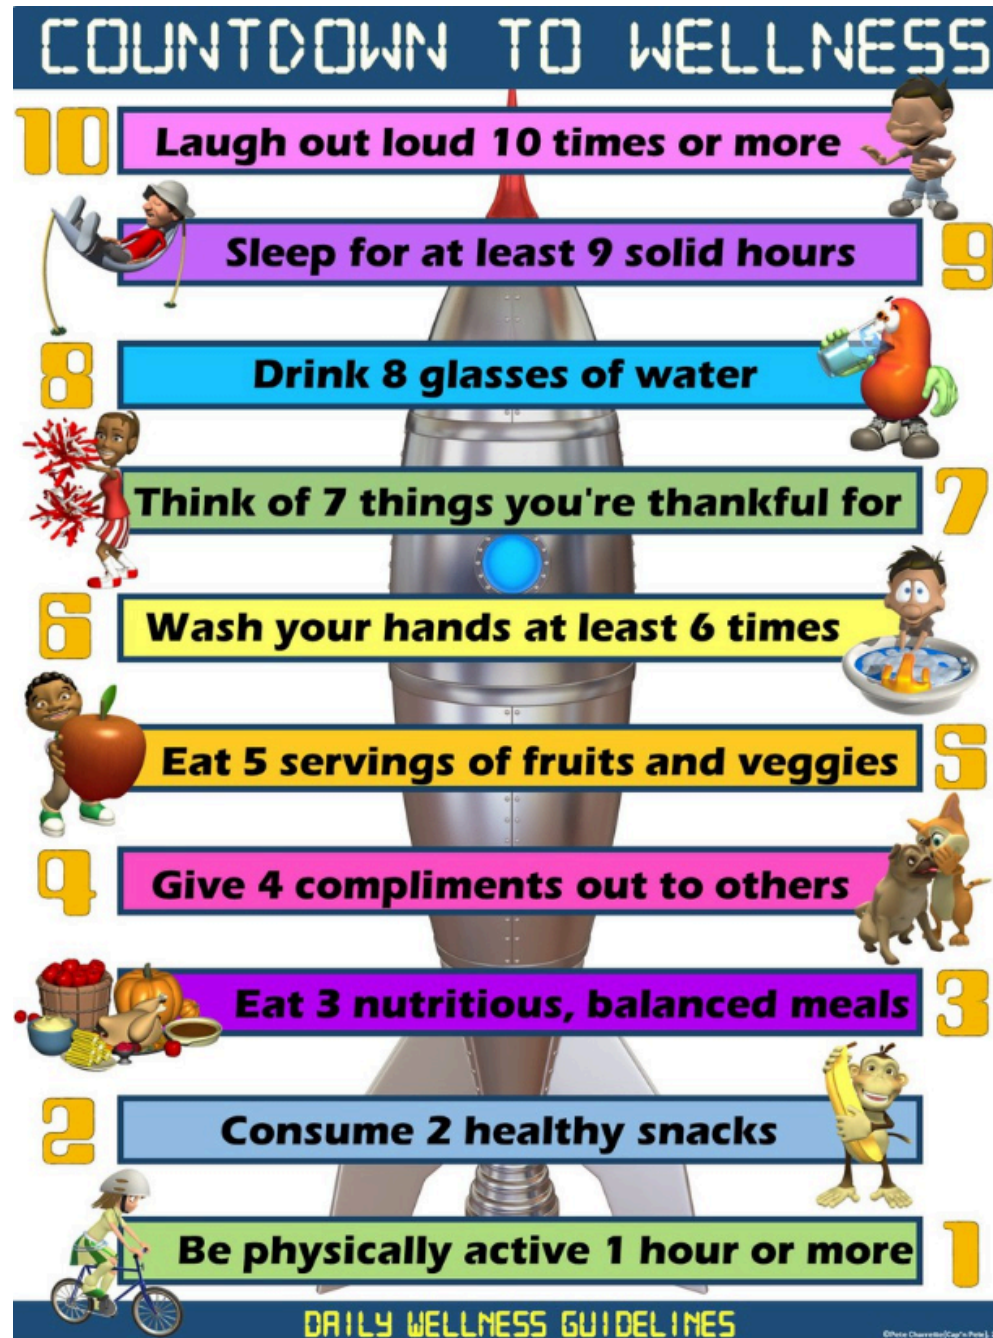 COUNTDOWN TO WELLNESS
10 Laugh out loud 10 times or more
Sleep for at least 9 solid hours 9
8 Drink 8 glasses of water
Think of 7 things you're thankful for 7
6 Wash your hands at least 6 times
Eat 5 servings of fruits and veggies 5
4 Give 4 compliments out to others
Eat 3 nutritious, balanced meals 3
2 Consume 2 healthy snacks
Be physically active 1 hour or more 1
DAILY WELLNESS GUIDELINES
©Pete Charrette[Cap'n Pete]